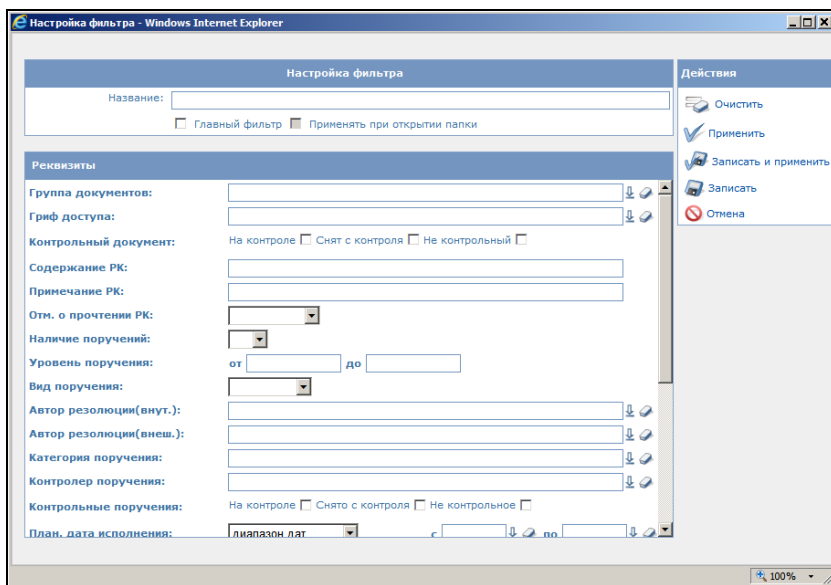 Настройка фильтра - Windows Internet Explorer
Настройка фильтра
Название:
Главный фильтр Применять при открытии папки
Реквизиты
Группа документов:
Гриф доступа:
Контрольный документ: На контроле Снят с контроля Не контрольный
Содержание РК:
Примечание РК:
Отм. о прочтении РК:
Наличие поручений:
Уровень поручения: от до
Вид поручения:
Автор резолюции(внут.):
Автор резолюции(внеш.):
Категория поручения:
Контролер поручения:
Контрольные поручения: На контроле Снято с контроля Не контрольное
План. дата исполнения: диапазон дат с по
Действия
Очистить
Применить
Записать и применить
Записать
Отмена
100%